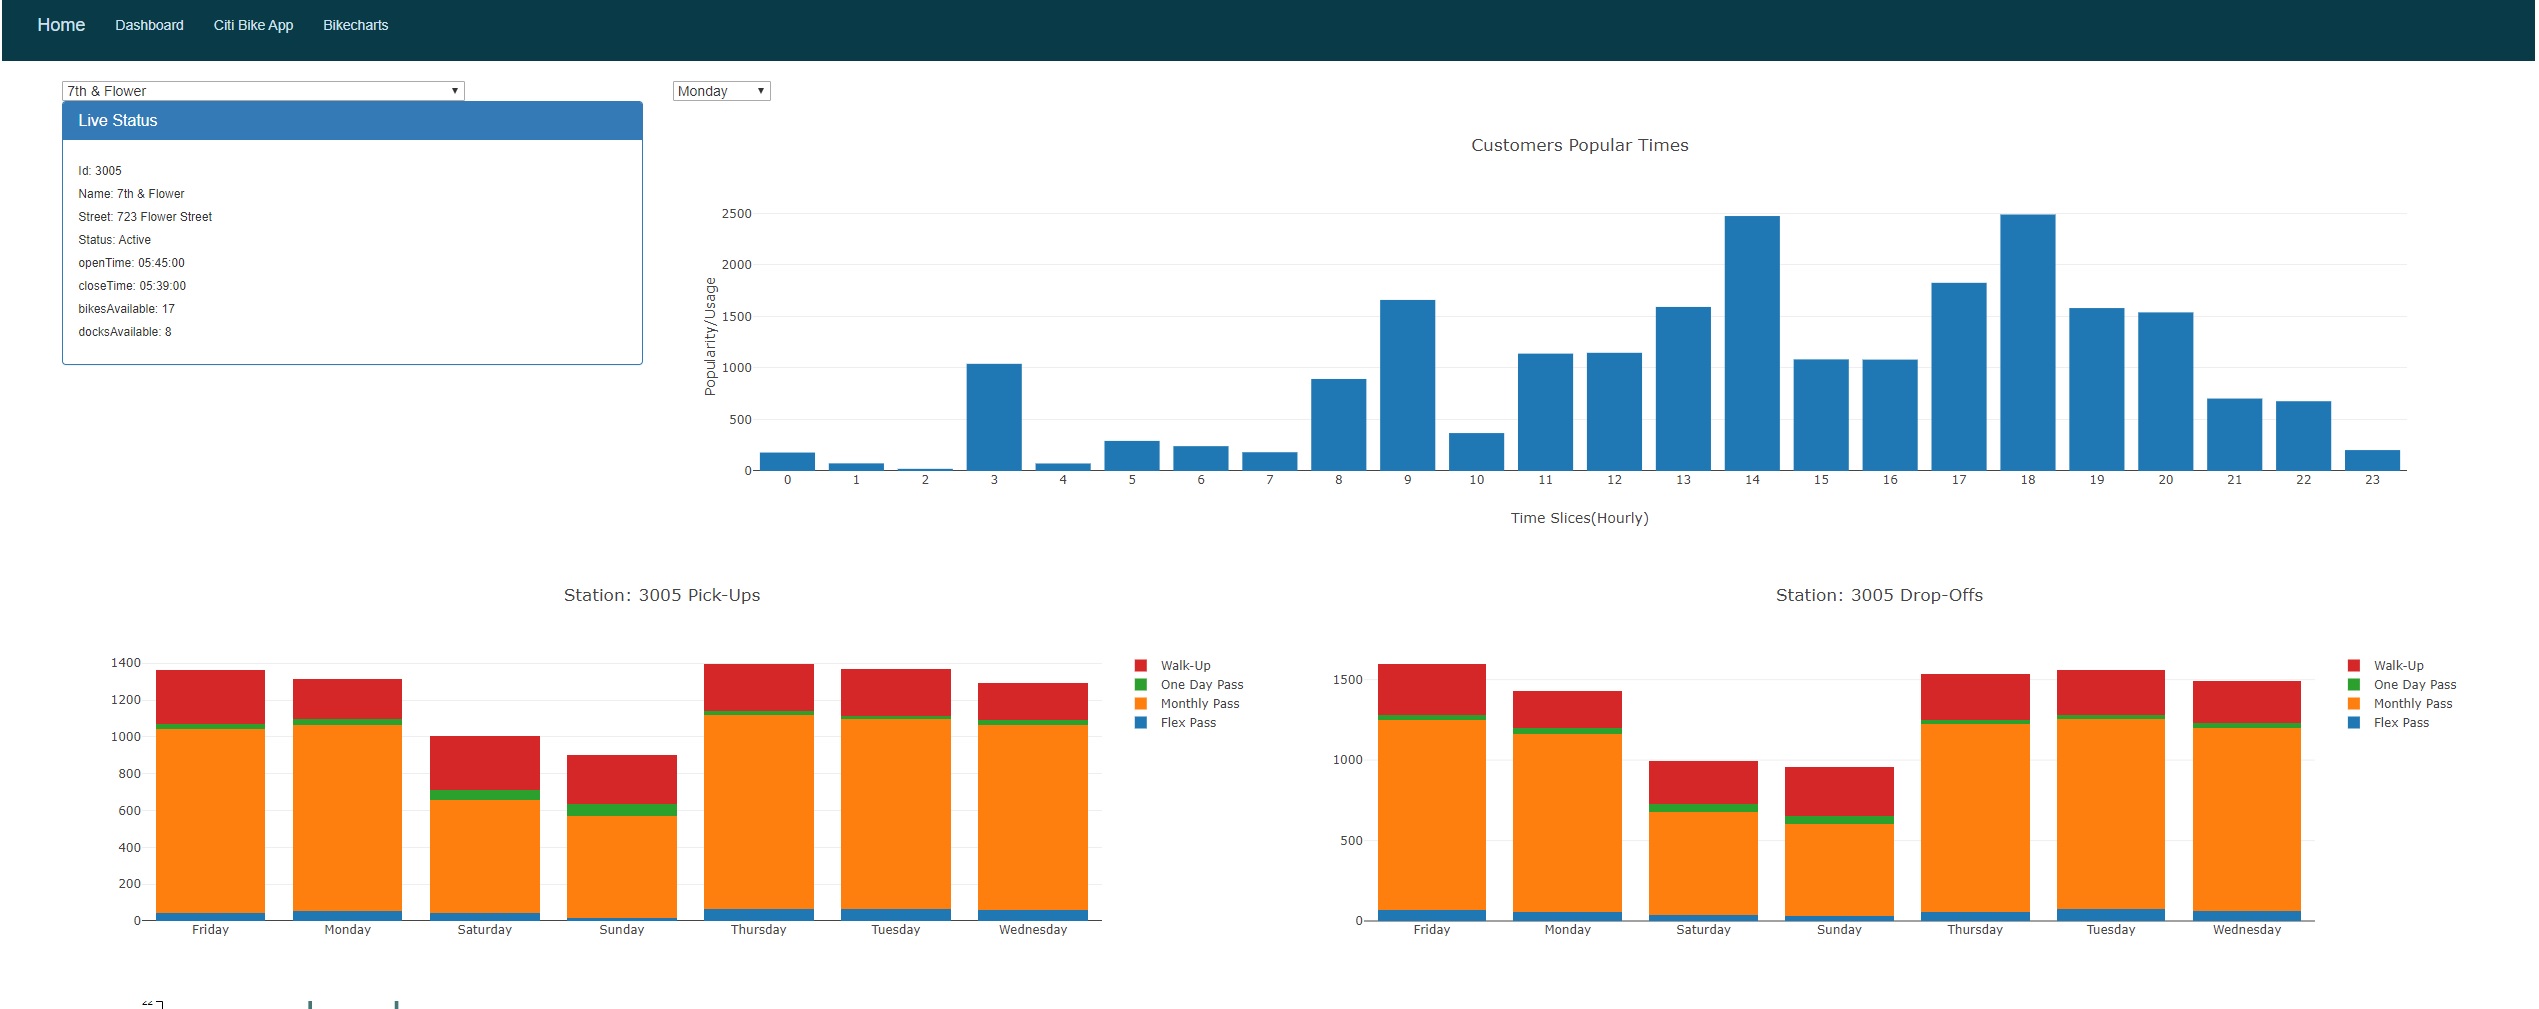 Home Dashboard Citi Bike App Bikecharts
7th & Flower
Monday
Live Status
Id: 3005
Name: 7th & Flower
Street: 723 Flower Street
Status: Active
openTime: 05:45:00
closeTime: 05:39:00
bikesAvailable: 17
docksAvailable: 8
Customers Popular Times
Popularity/Usage
2500
2000
1500
1000
500
0
0 1 2 3 4 5 6 7 8 9 10 11 12 13 14 15 16 17 18 19 20 21 22 23
Time Slices(Hourly)
Station: 3005 Pick-Ups
1400
1200
1000
800
600
400
200
0
Friday Monday Saturday Sunday Thursday Tuesday Wednesday
Walk-Up
One Day Pass
Monthly Pass
Flex Pass
Station: 3005 Drop-Offs
1500
1000
500
0
Friday Monday Saturday Sunday Thursday Tuesday Wednesday
Walk-Up
One Day Pass
Monthly Pass
Flex Pass